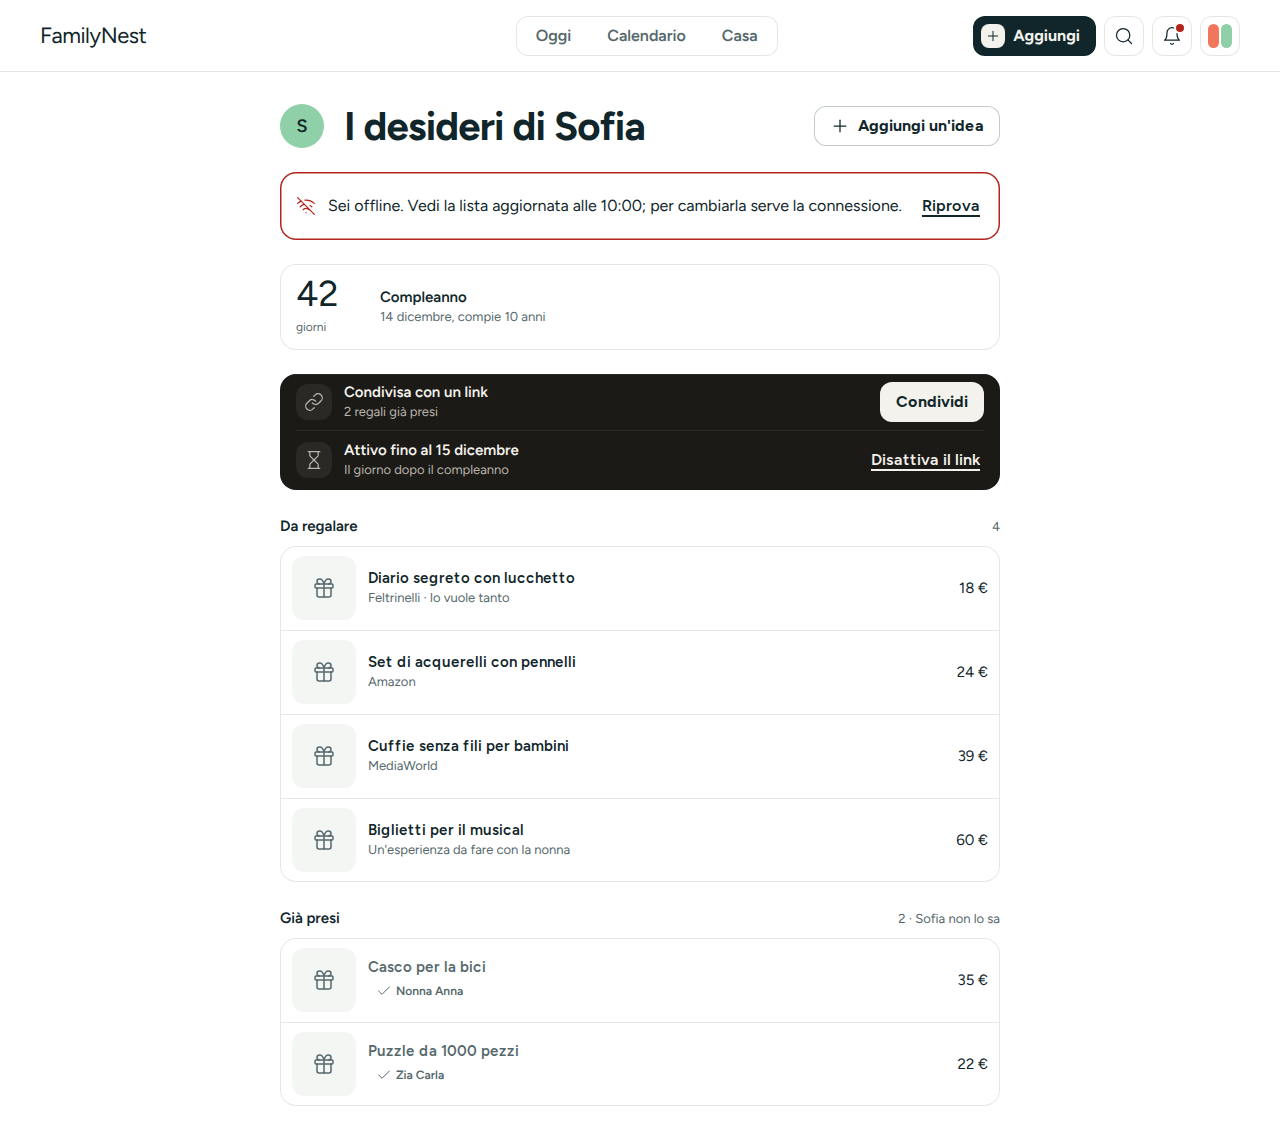 FamilyNest
Oggi
Calendario
Casa
Aggiungi
S
I desideri di Sofia
Aggiungi un'idea
Sei offline. Vedi la lista aggiornata alle 10:00; per cambiarla serve la connessione.
Riprova
42
giorni
Compleanno
14 dicembre, compie 10 anni
Condivisa con un link
2 regali già presi
Condividi
Attivo fino al 15 dicembre
Il giorno dopo il compleanno
Disattiva il link
Da regalare
4
Diario segreto con lucchetto
Feltrinelli · lo vuole tanto
18 €
Set di acquerelli con pennelli
Amazon
24 €
Cuffie senza fili per bambini
MediaWorld
39 €
Biglietti per il musical
Un'esperienza da fare con la nonna
60 €
Già presi
2 · Sofia non lo sa
Casco per la bici
Nonna Anna
35 €
Puzzle da 1000 pezzi
Zia Carla
22 €